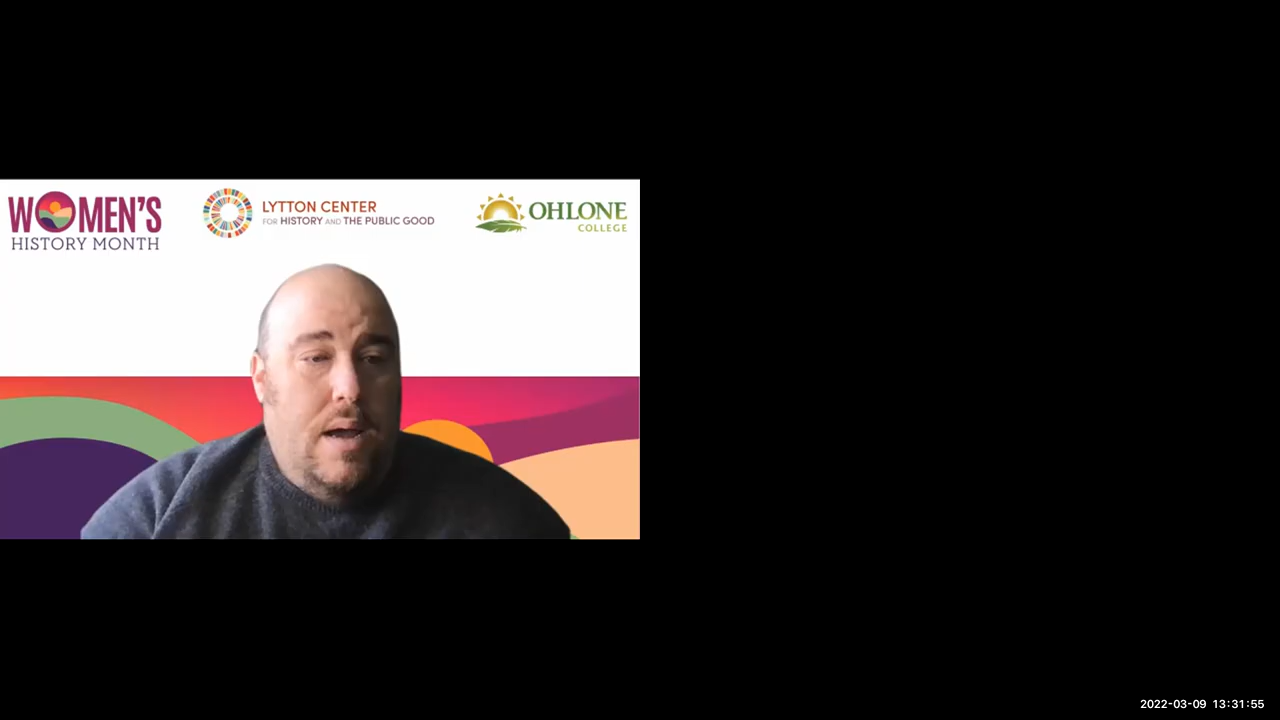 WOMEN'S
HISTORY MONTH
LYTTON CENTER
FOR HISTORY AND THE PUBLIC GOOD
OHLONE
COLLEGE
2022-03-09 13:31:55